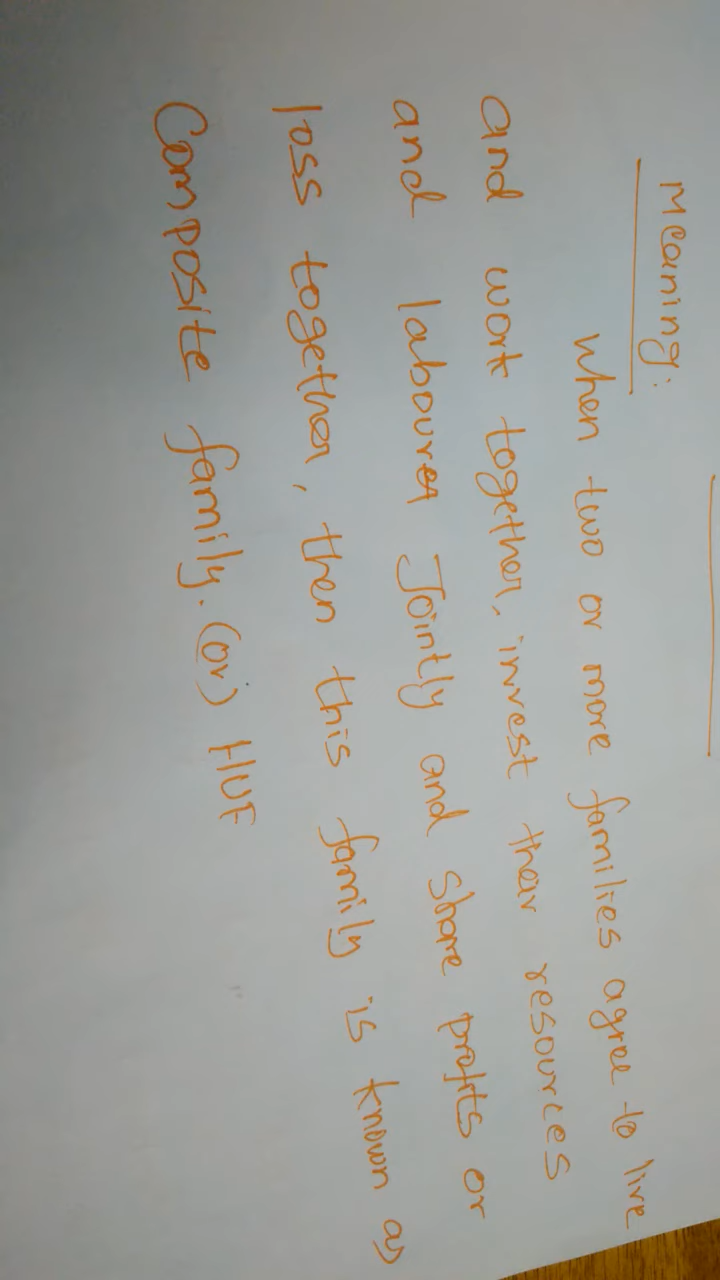 Meaning:
When two or more families agree to live
and work together, invest their resources
and labourer Jointly and share profits or
loss together, then this family is known as
Composite family. (or) HUF